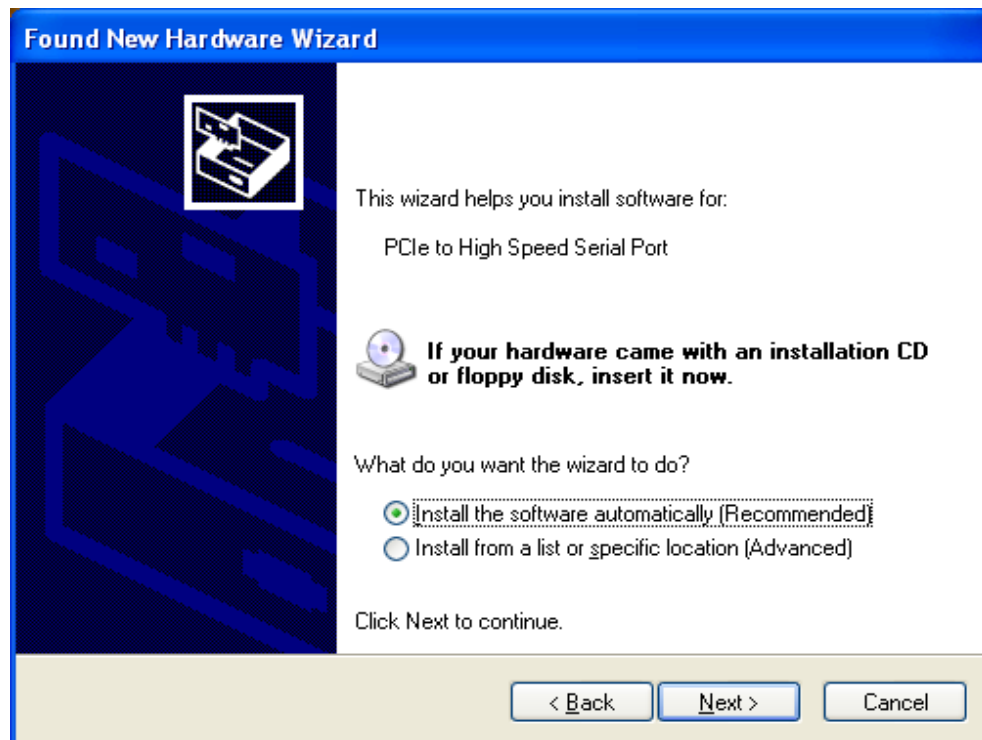 Found New Hardware Wizard
This wizard helps you install software for:
PCIe to High Speed Serial Port
If your hardware came with an installation CD
or floppy disk, insert it now.
What do you want the wizard to do?
Install the software automatically (Recommended)
Install from a list or specific location (Advanced)
Click Next to continue.
< Back Next > Cancel